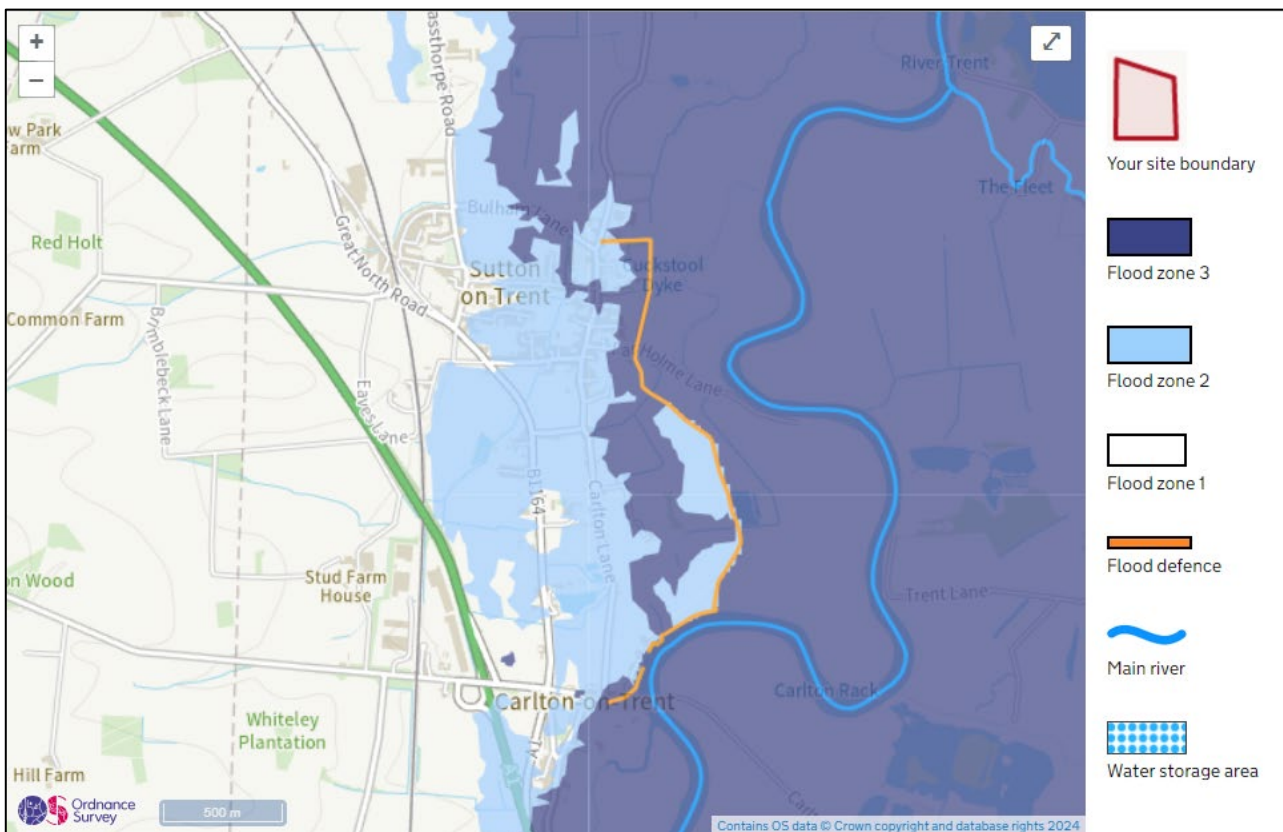 +
−
assthorpe Road
River Trent
w Park
Farm
The Fleet
Bulham Lane
Red Holt
Great North Road
Sutton
on Trent
Cuckstool
Dyke
Common Farm
Brimblebeck Lane
Holme Lane
Eaves Lane
B1164
Carlton Lane
on Wood
Stud Farm
House
Trent Lane
Carlton Rack
Carlton-on-Trent
Whiteley
Plantation
Hill Farm
Ordnance
Survey
500 m
Contains OS data © Crown copyright and database rights 2024
Your site boundary
Flood zone 3
Flood zone 2
Flood zone 1
Flood defence
Main river
Water storage area